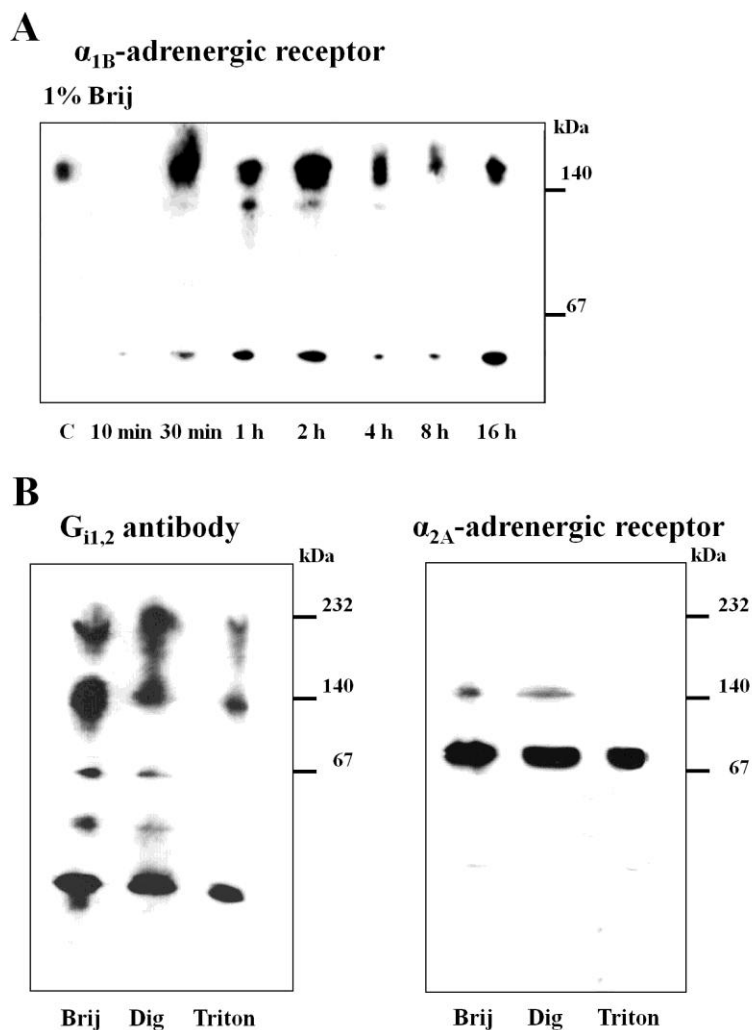 A
α1B-adrenergic receptor
1% Brij
kDa
140
67
C 10 min 30 min 1 h 2 h 4 h 8 h 16 h
B
Gi1,2 antibody
α2A-adrenergic receptor
kDa
232
140
67
kDa
232
140
67
Brij Dig Triton
Brij Dig Triton